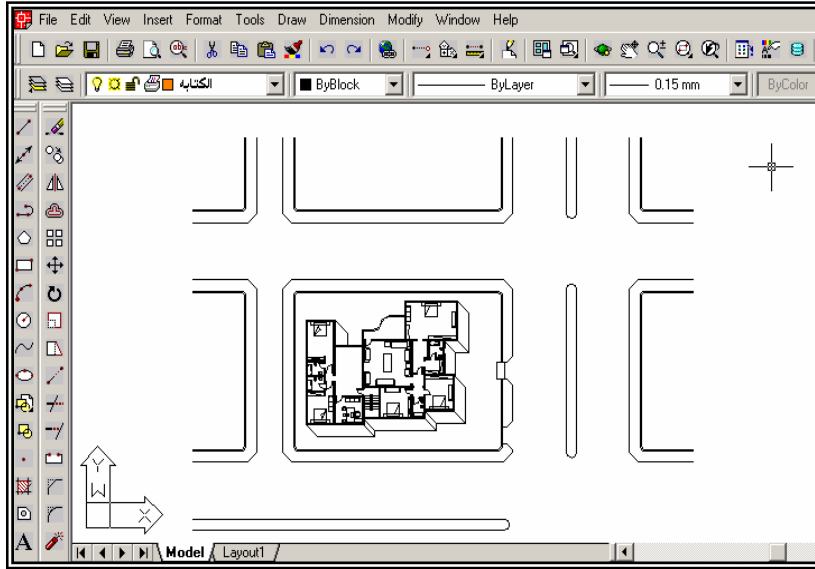 File Edit View Insert Format Tools Draw Dimension Modify Window Help
الكتابه ByBlock ByLayer 0.15 mm ByColor
A
Y
W
X
Model Layout1